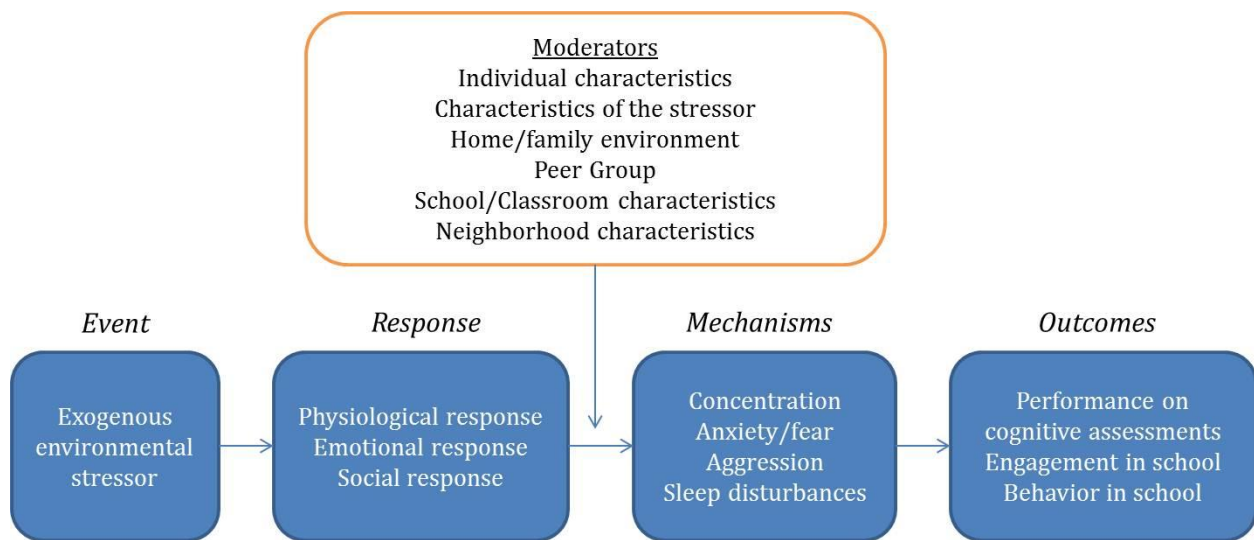 Moderators
Individual characteristics
Characteristics of the stressor
Home/family environment
Peer Group
School/Classroom characteristics
Neighborhood characteristics
Event
Response
Mechanisms
Outcomes
Exogenous
environmental
stressor
Physiological response
Emotional response
Social response
Concentration
Anxiety/fear
Aggression
Sleep disturbances
Performance on
cognitive assessments
Engagement in school
Behavior in school